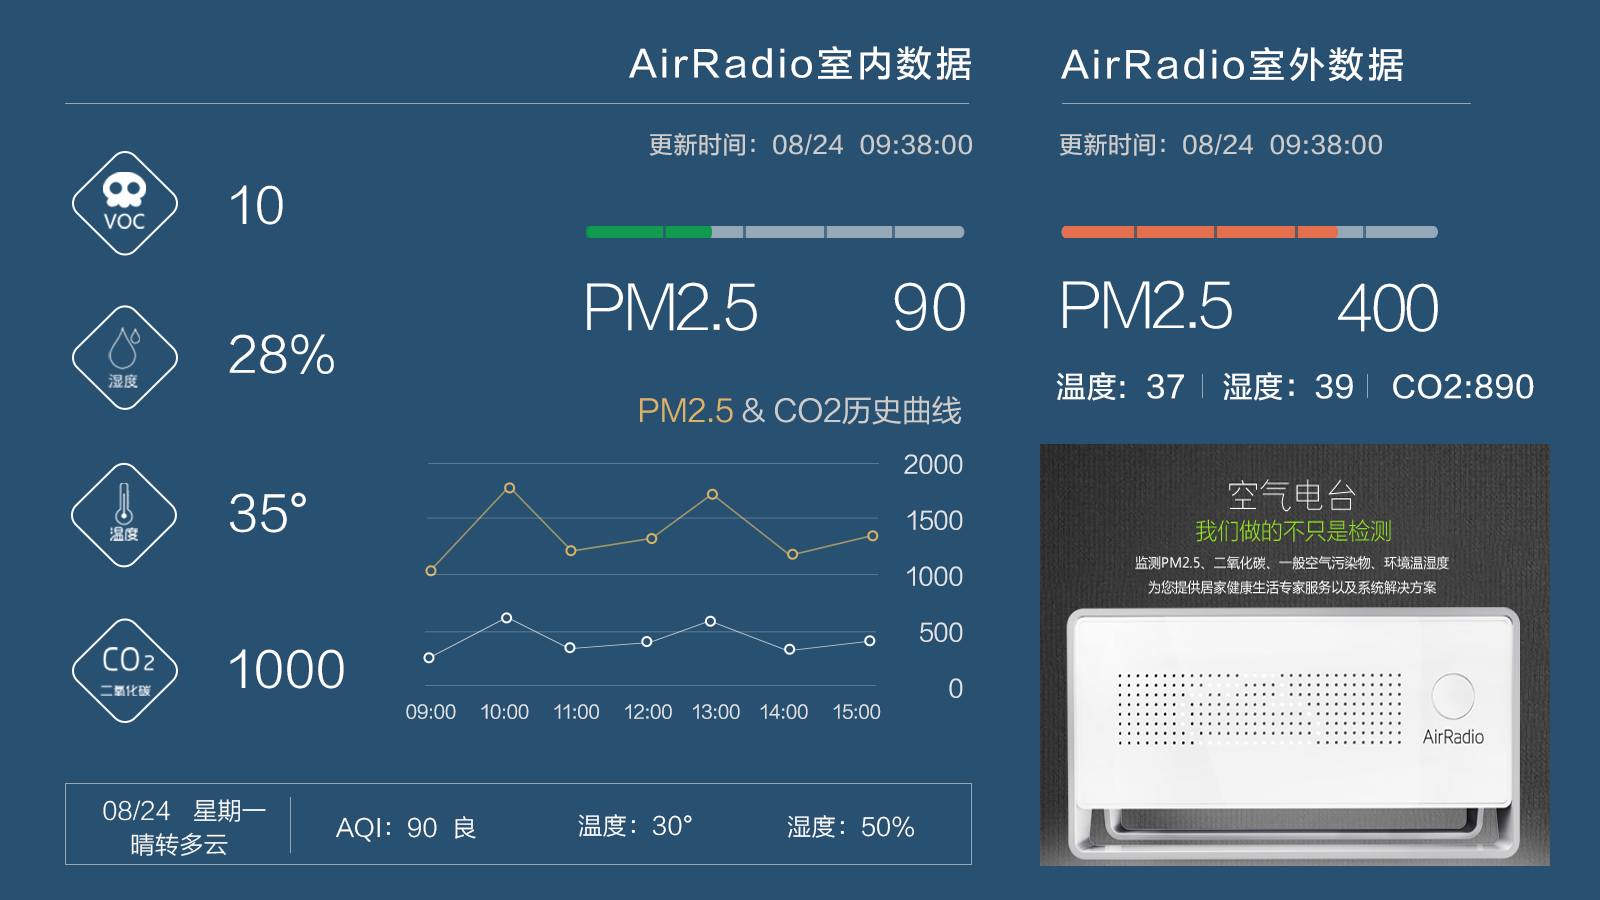 AirRadio室内数据
更新时间：08/24 09:38:00
VOC
10
湿度
28%
温度
35°
CO2
二氧化碳
1000
PM2.5 90
PM2.5 & CO2历史曲线
2000
1500
1000
500
0
09:00 10:00 11:00 12:00 13:00 14:00 15:00
08/24 星期一
晴转多云
AQI：90 良
温度：30°
湿度：50%
AirRadio室外数据
更新时间：08/24 09:38:00
PM2.5 400
温度：37 湿度：39 CO2:890
空气电台
我们做的不只是检测
监测PM2.5、二氧化碳、一般空气污染物、环境温湿度
为您提供居家健康生活专家服务以及系统解决方案
AirRadio